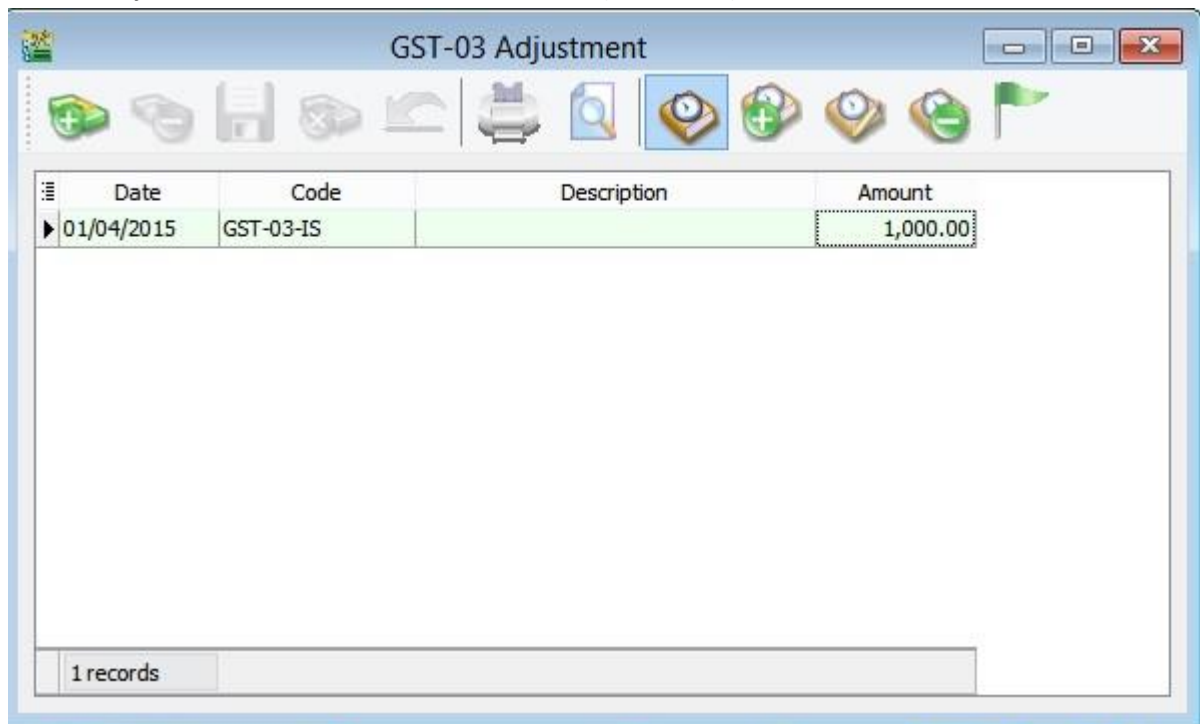 GST-03 Adjustment
Date Code Description Amount
01/04/2015 GST-03-IS 1,000.00
1 records